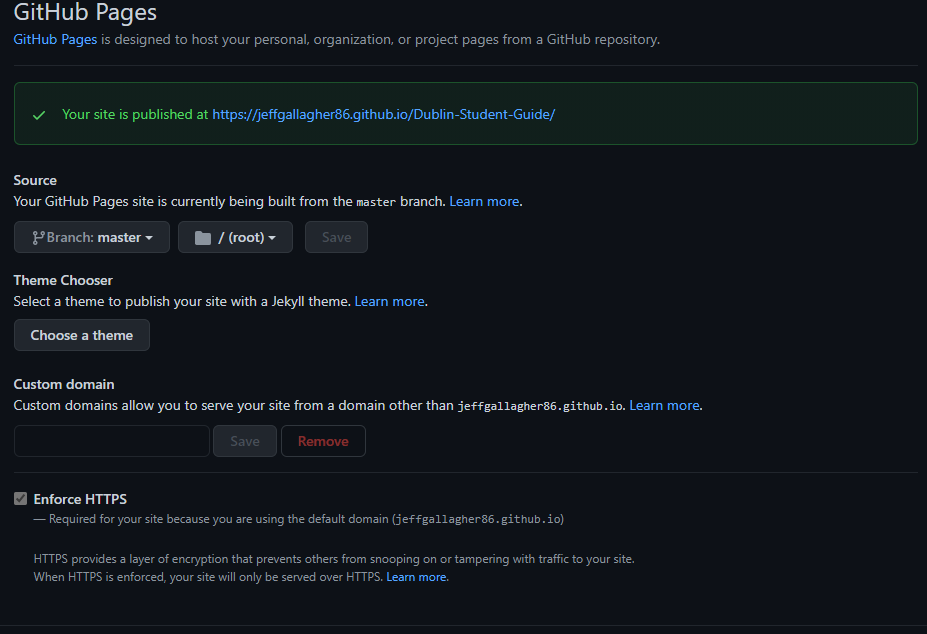 GitHub Pages
GitHub Pages is designed to host your personal, organization, or project pages from a GitHub repository.
Your site is published at https://jeffgallagher86.github.io/Dublin-Student-Guide/
Source
Your GitHub Pages site is currently being built from the master branch. Learn more.
Branch: master
/ (root)
Save
Theme Chooser
Select a theme to publish your site with a Jekyll theme. Learn more.
Choose a theme
Custom domain
Custom domains allow you to serve your site from a domain other than jeffgallagher86.github.io. Learn more.
Save
Remove
Enforce HTTPS
— Required for your site because you are using the default domain (jeffgallagher86.github.io)
HTTPS provides a layer of encryption that prevents others from snooping on or tampering with traffic to your site.
When HTTPS is enforced, your site will only be served over HTTPS. Learn more.